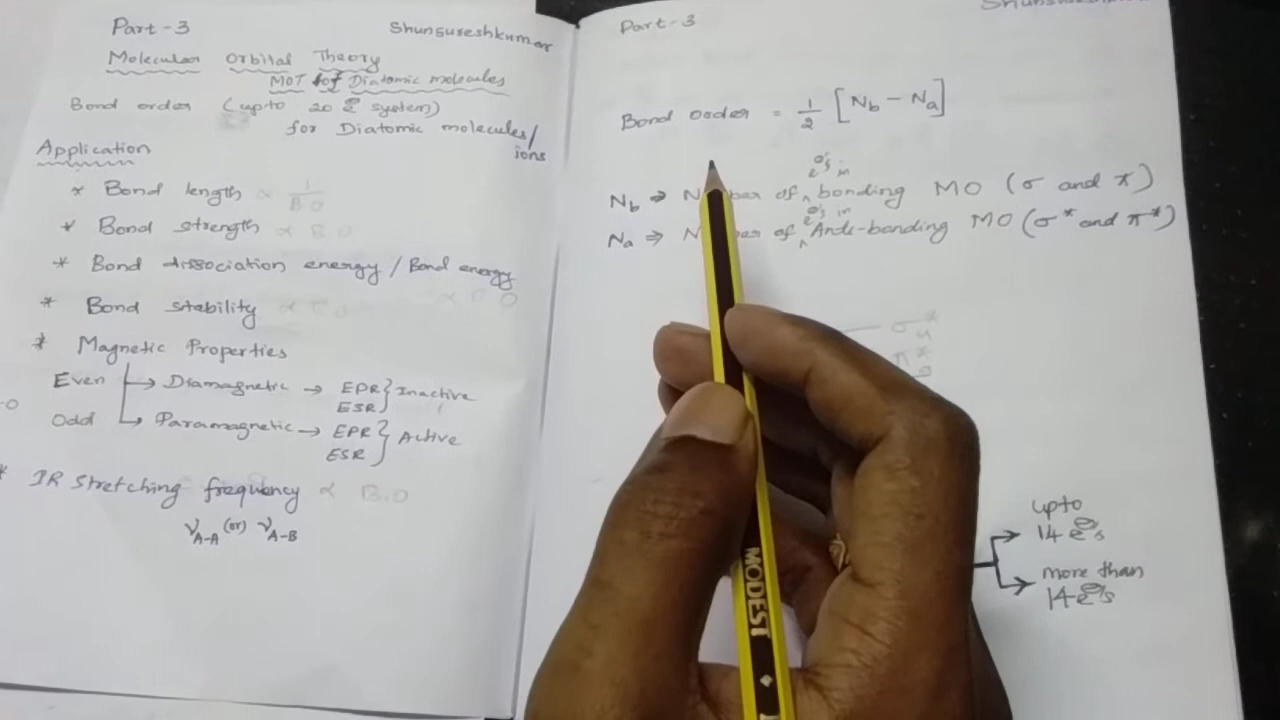 Part-3
Shunsureshkumar
Molecular Orbital Theory
MOT of Diatomic molecules
Bond order (upto 20 e̅ system)
for Diatomic molecules/
ions
Application
* Bond length ∝ 1/B O
* Bond strength ∝ B O
* Bond dissociation energy / Bond energy
∝ B O
* Bond stability ∝
* Magnetic Properties
Even → Diamagnetic → EPR ESR } Inactive
Odd → Paramagnetic → EPR ESR } Active
* IR Stretching frequency ∝ B.O
ν A-A (or) ν A-B
Part-3
Bond order = 1/2 [Nb - Na]
Nb ⇒ of e̅'s in bonding MO (σ and π)
Na ⇒ of e̅'s in Anti-bonding MO (σ* and π*)
σ*
π*
upto
14 e̅'s
more than
14 e̅'s
MODEST